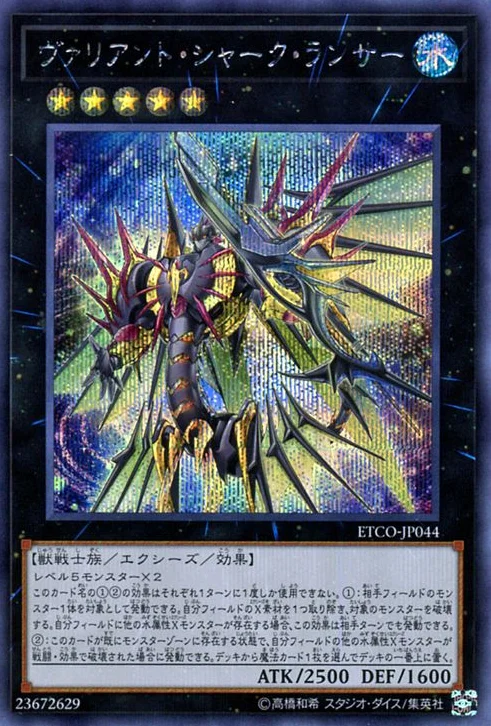 ヴァリアント・シャーク・ランサー
水
ETCO-JP044
【獣戦士族／エクシーズ／効果】
レベル５モンスター×２
このカード名の①②の効果はそれぞれ１ターンに１度しか使用できない。①：相手フィールドのモン
スター１体を対象として発動できる。自分フィールドのX素材を１つ取り除き、対象のモンスターを破壊
する。自分フィールドに他の水属性Xモンスターが存在する場合、この効果は相手ターンでも発動できる。
②：このカードが既にモンスターゾーンに存在する状態で、自分フィールドの他の水属性Xモンスターが
戦闘・効果で破壊された場合に発動できる。デッキから魔法カード１枚を選んでデッキの一番上に置く。
ATK/2500 DEF/1600
23672629
©高橋和希 スタジオ・ダイス/集英社